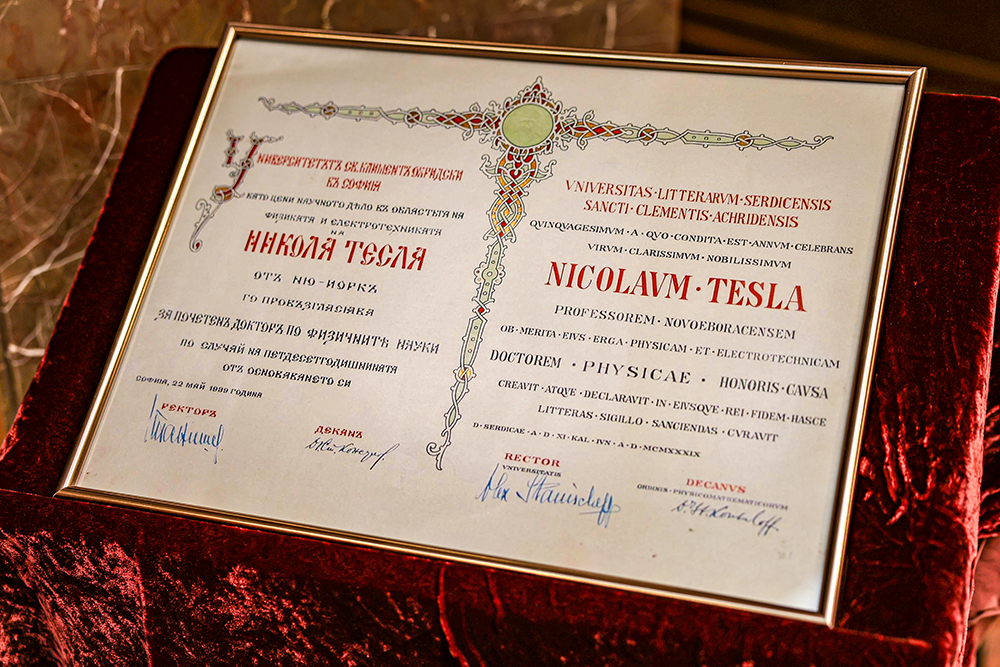 УНИВЕРСИТЕТЪТЪ СВ. КЛИМЕНТЪ ОХРИДСКИ
ВЪ СОФИЯ
КАТО ЦЕНИ НАУЧНОТО ДѢЛО ВЪ ОБЛАСТЬТА НА
ФИЗИКАТА И ЕЛЕКТРОТЕХНИКАТА
НА
НИКОЛА ТЕСЛА
ОТЪ НЮ-ЙОРКЪ
ГО ПРОВЪЗГЛАСЯВА
ЗА ПОЧЕТЕНЪ ДОКТОРЪ ПО ФИЗИЧНИТѢ НАУКИ
ПО СЛУЧАЙ НА ПЕТДЕСЕТГОДИШНИНАТА
ОТЪ ОСНОВАВАНЕТО СИ
СОФИЯ, 22 МАЙ 1939 ГОДИНА
РЕКТОРЪ
ДЕКАНЪ
VNIVERSITAS · LITTERARVM · SERDICENSIS
SANCTI · CLEMENTIS · ACHRIDENSIS
QVINQVAGESIMVM · A · QVO · CONDITA · EST · ANNVM · CELEBRANS
VIRVM · CLARISSIMVM · NOBILISSIMVM
NICOLAVM · TESLA
PROFESSOREM · NOVOEBORACENSEM
OB · MERITA · EIVS · ERGA · PHYSICAM · ET · ELECTROTECHNICAM
DOCTOREM · PHYSICAE · HONORIS · CAVSA
CREAVIT · ATQVE · DECLARAVIT · IN · EIVSQVE · REI · FIDEM · HASCE
LITTERAS · SIGILLO · SANCIENDAS · CVRAVIT
D · SERDICAE · A · D · XI · KAL · IVN · A · D · MCMXXXIX
RECTOR
VNIVERSITATIS
Alex Stanischeff
DECANVS
ORDINIS · PHYSICOMATHEMATICORVM